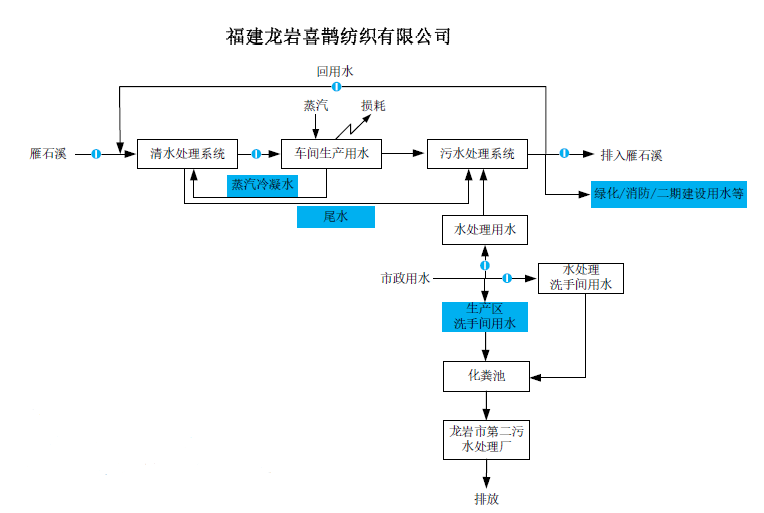 福建龙岩喜鹊纺织有限公司
回用水
蒸汽
损耗
雁石溪
清水处理系统
车间生产用水
污水处理系统
排入雁石溪
蒸汽冷凝水
绿化/消防/二期建设用水等
尾水
水处理用水
市政用水
水处理
洗手间用水
生产区
洗手间用水
化粪池
龙岩市第二污
水处理厂
排放